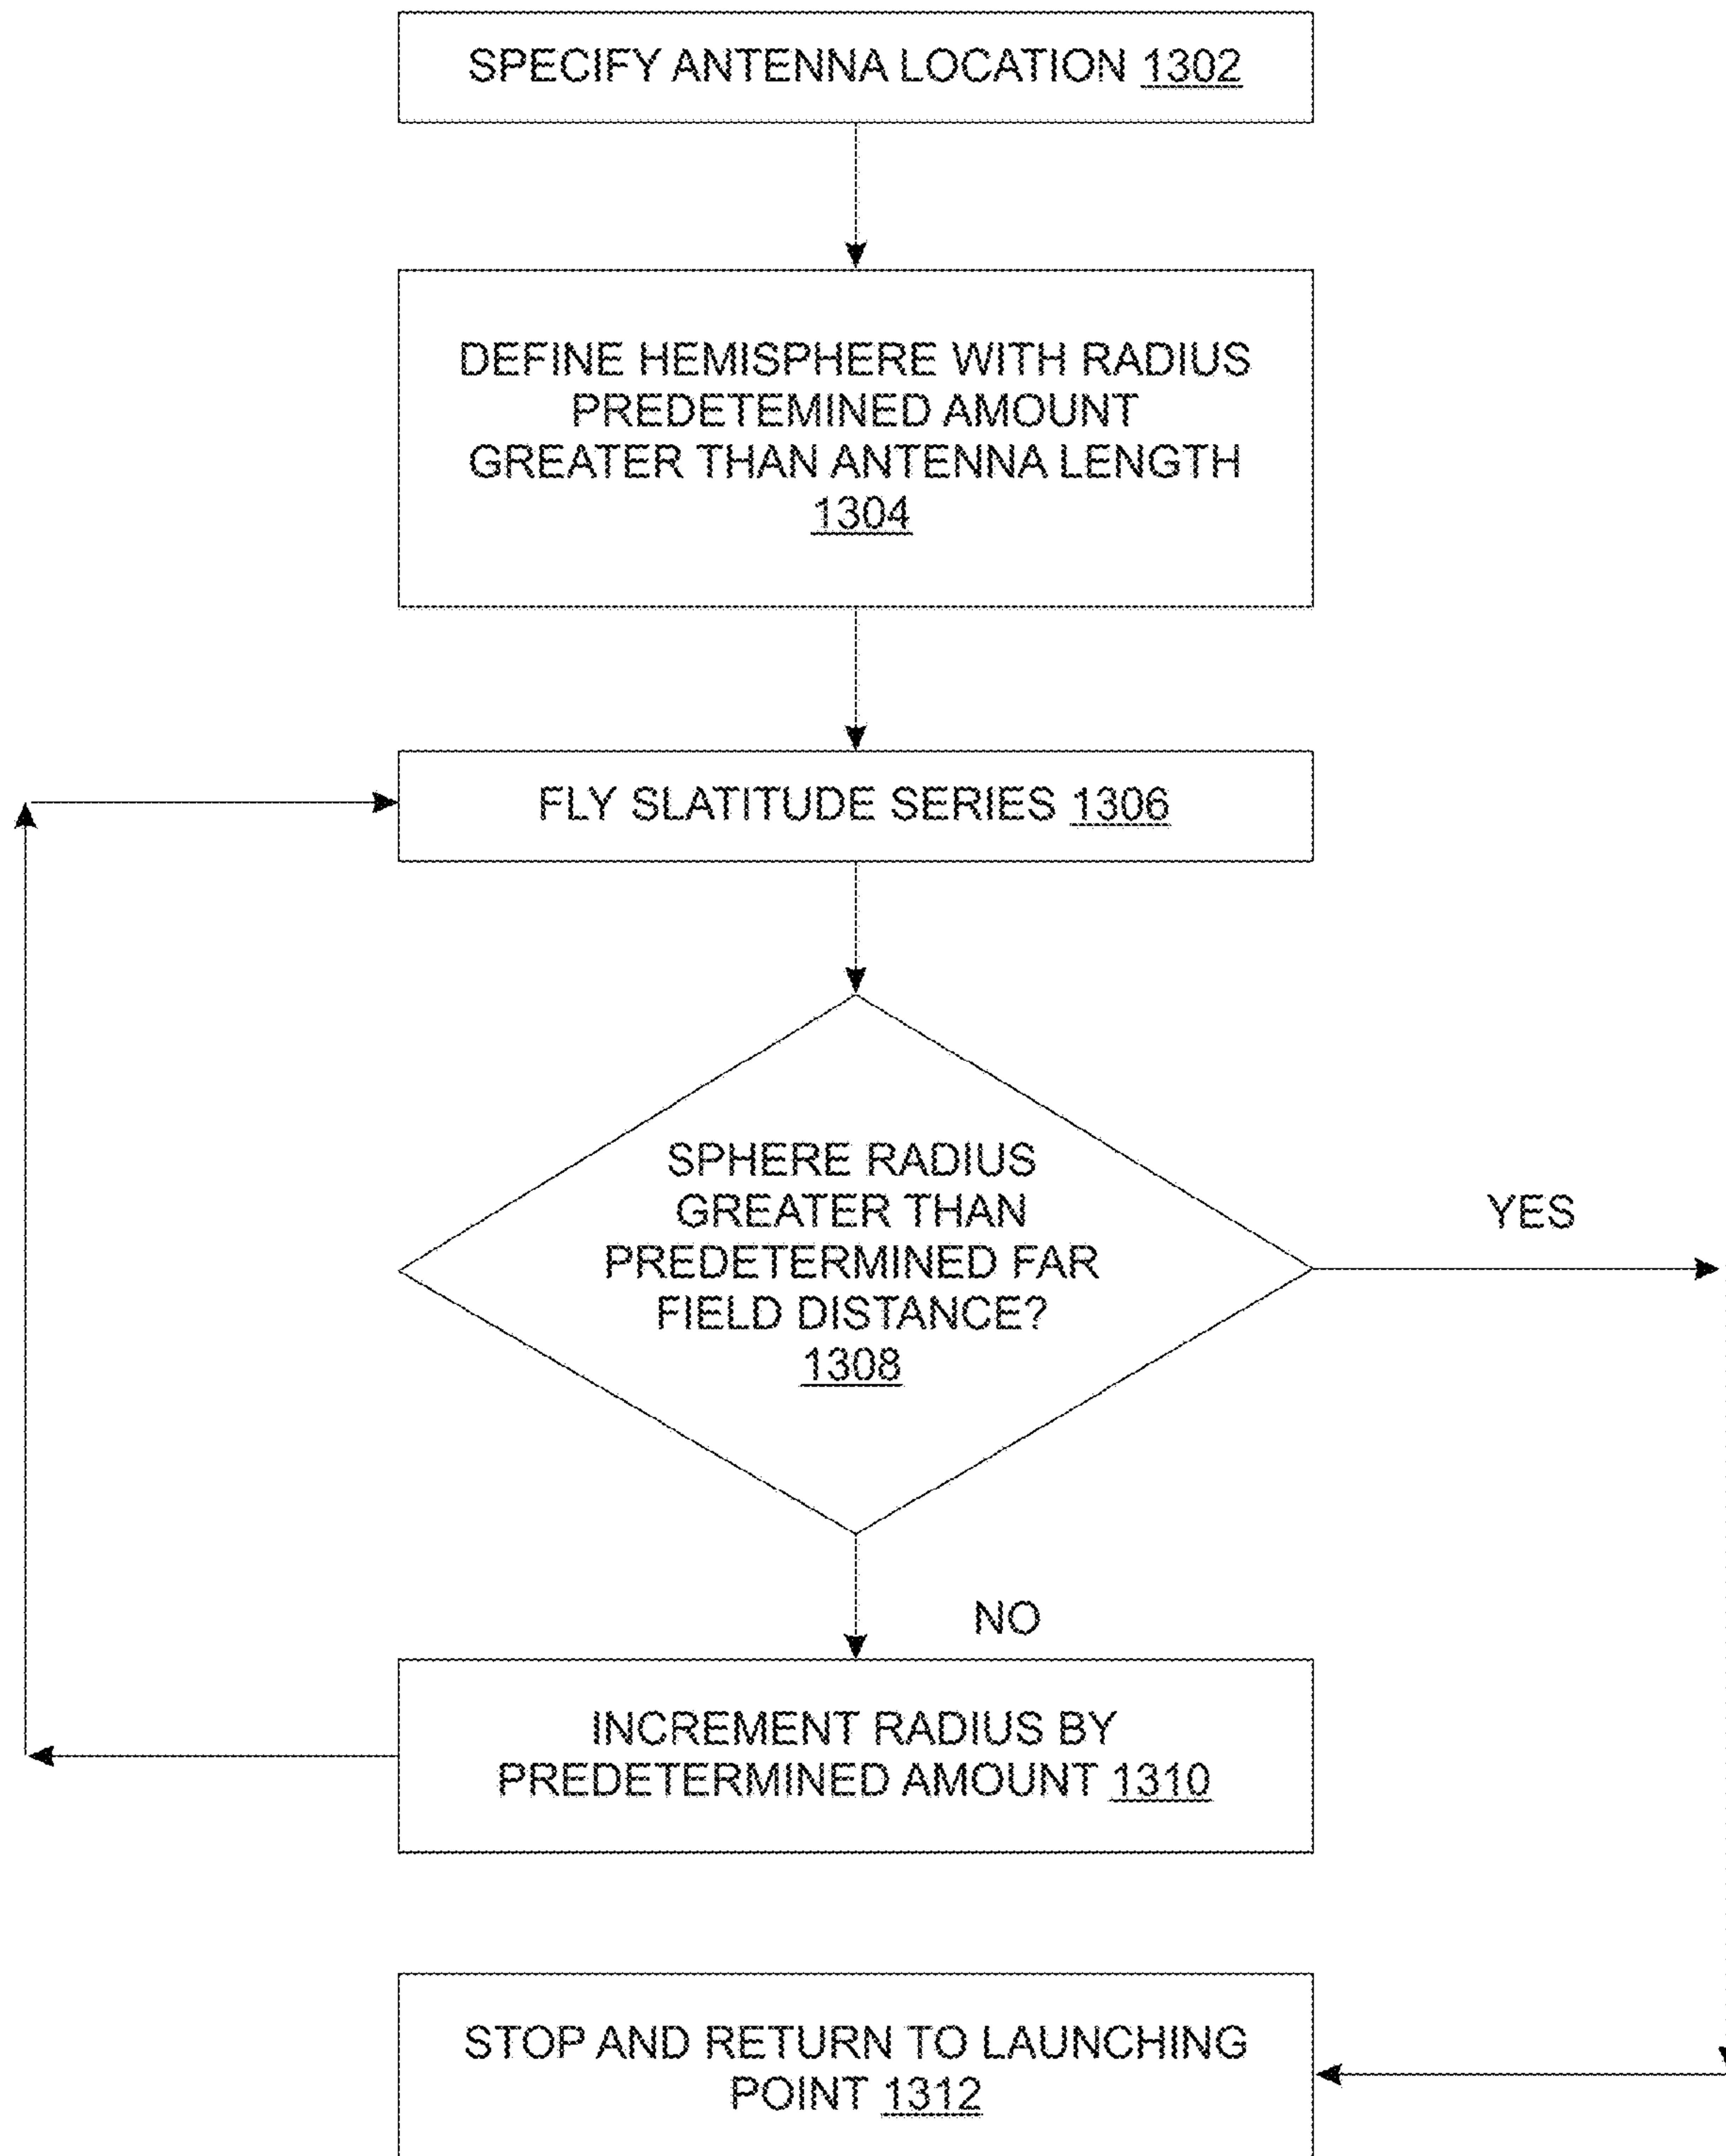 SPECIFY ANTENNA LOCATION 1302
DEFINE HEMISPHERE WITH RADIUS
PREDETEMINED AMOUNT
GREATER THAN ANTENNA LENGTH
1304
FLY SLATITUDE SERIES 1306
SPHERE RADIUS
GREATER THAN
PREDETERMINED FAR
FIELD DISTANCE?
1308
YES
NO
INCREMENT RADIUS BY
PREDETERMINED AMOUNT 1310
STOP AND RETURN TO LAUNCHING
POINT 1312